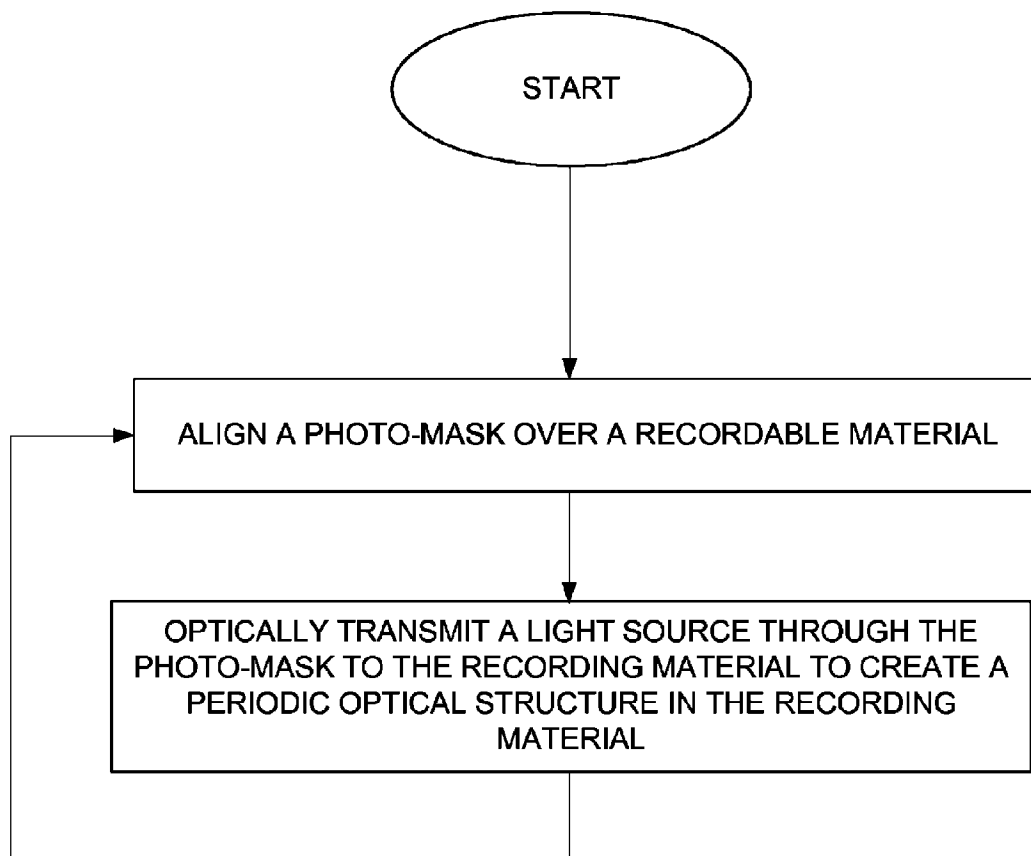 START
ALIGN A PHOTO-MASK OVER A RECORDABLE MATERIAL
OPTICALLY TRANSMIT A LIGHT SOURCE THROUGH THE
PHOTO-MASK TO THE RECORDING MATERIAL TO CREATE A
PERIODIC OPTICAL STRUCTURE IN THE RECORDING
MATERIAL